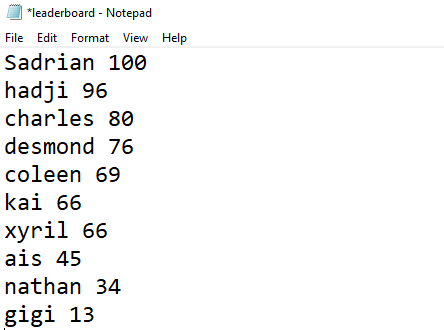 *leaderboard - Notepad
File Edit Format View Help
Sadrian 100
hadji 96
charles 80
desmond 76
coleen 69
kai 66
xyril 66
ais 45
nathan 34
gigi 13